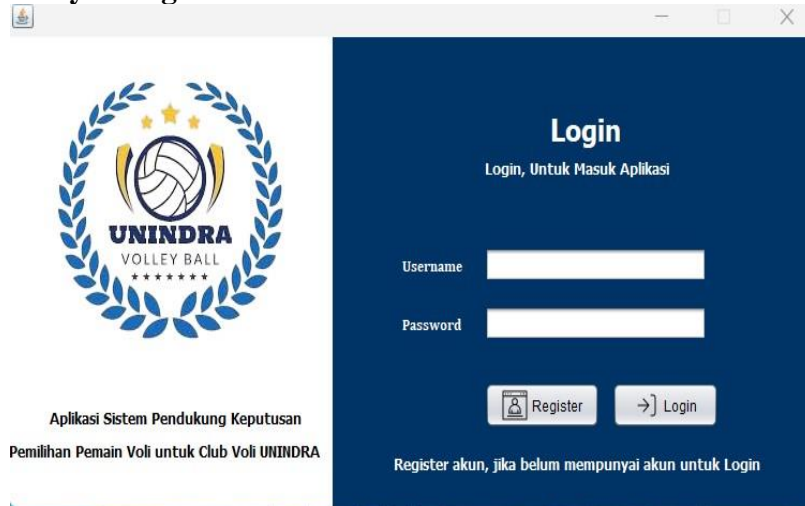 UNINDRA
VOLLEY BALL
Aplikasi Sistem Pendukung Keputusan
Pemilihan Pemain Voli untuk Club Voli UNINDRA
Login
Login, Untuk Masuk Aplikasi
Username
Password
Register
Login
Register akun, jika belum mempunyai akun untuk Login